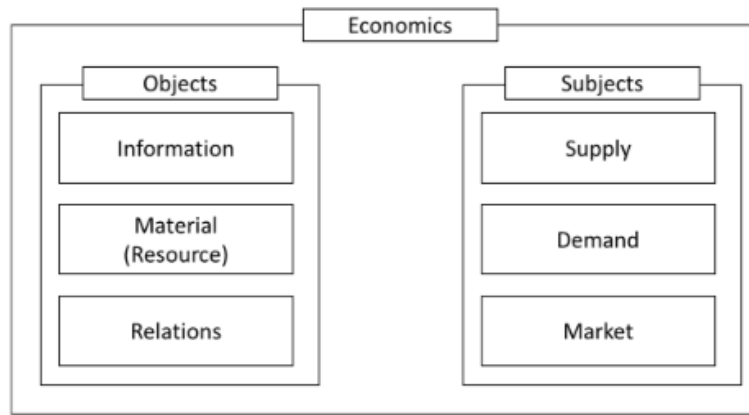 Economics
Objects
Information
Material
(Resource)
Relations
Subjects
Supply
Demand
Market